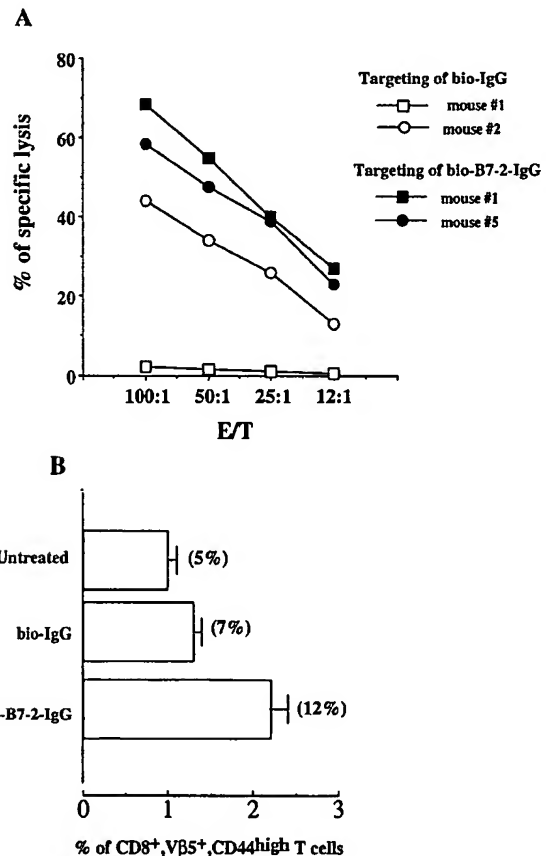 A
80
60
40
20
0
% of specific lysis
100:1 50:1 25:1 12:1
E/T
Targeting of bio-IgG
mouse #1
mouse #2
Targeting of bio-B7-2-IgG
mouse #1
mouse #5
B
Untreated
(5%)
bio-IgG
(7%)
-B7-2-IgG
(12%)
0 1 2 3
% of CD8+,Vβ5+,CD44high T cells